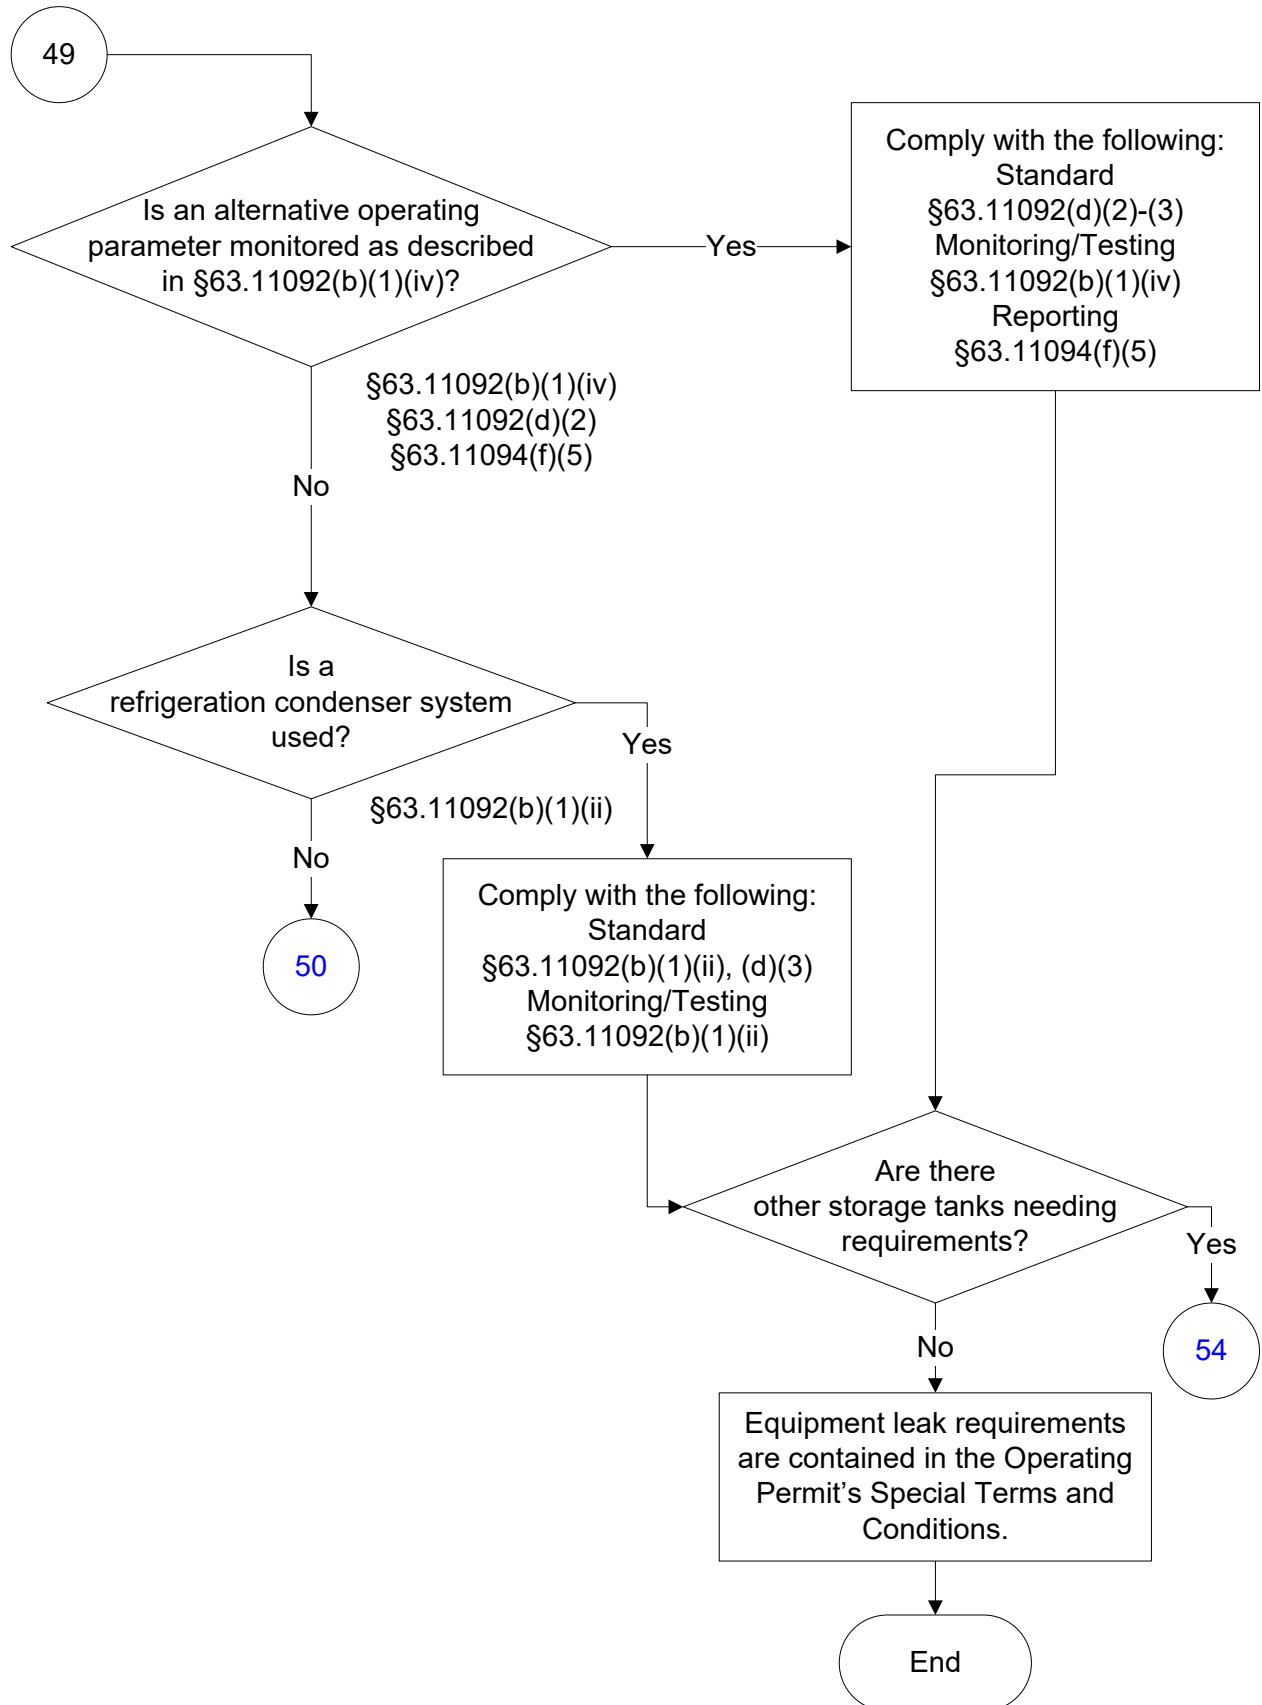 49
Is an alternative operating
parameter monitored as described
in §63.11092(b)(1)(iv)?
Yes
Comply with the following:
Standard
§63.11092(d)(2)-(3)
Monitoring/Testing
§63.11092(b)(1)(iv)
Reporting
§63.11094(f)(5)
§63.11092(b)(1)(iv)
§63.11092(d)(2)
§63.11094(f)(5)
No
Is a
refrigeration condenser system
used?
Yes
§63.11092(b)(1)(ii)
No
50
Comply with the following:
Standard
§63.11092(b)(1)(ii), (d)(3)
Monitoring/Testing
§63.11092(b)(1)(ii)
Are there
other storage tanks needing
requirements?
Yes
54
No
Equipment leak requirements
are contained in the Operating
Permit's Special Terms and
Conditions.
End